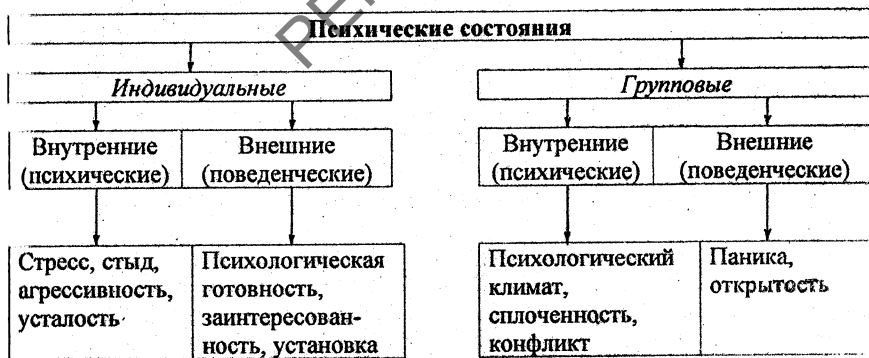 Психические состояния
Индивидуальные
Групповые
Внутренние
(психические)
Внешние
(поведенческие)
Внутренние
(психические)
Внешние
(поведенческие)
Стресс, стыд,
агрессивность,
усталость
Психологическая
готовность,
заинтересован-
ность, установка
Психологический
климат,
сплоченность,
конфликт
Паника,
открытость